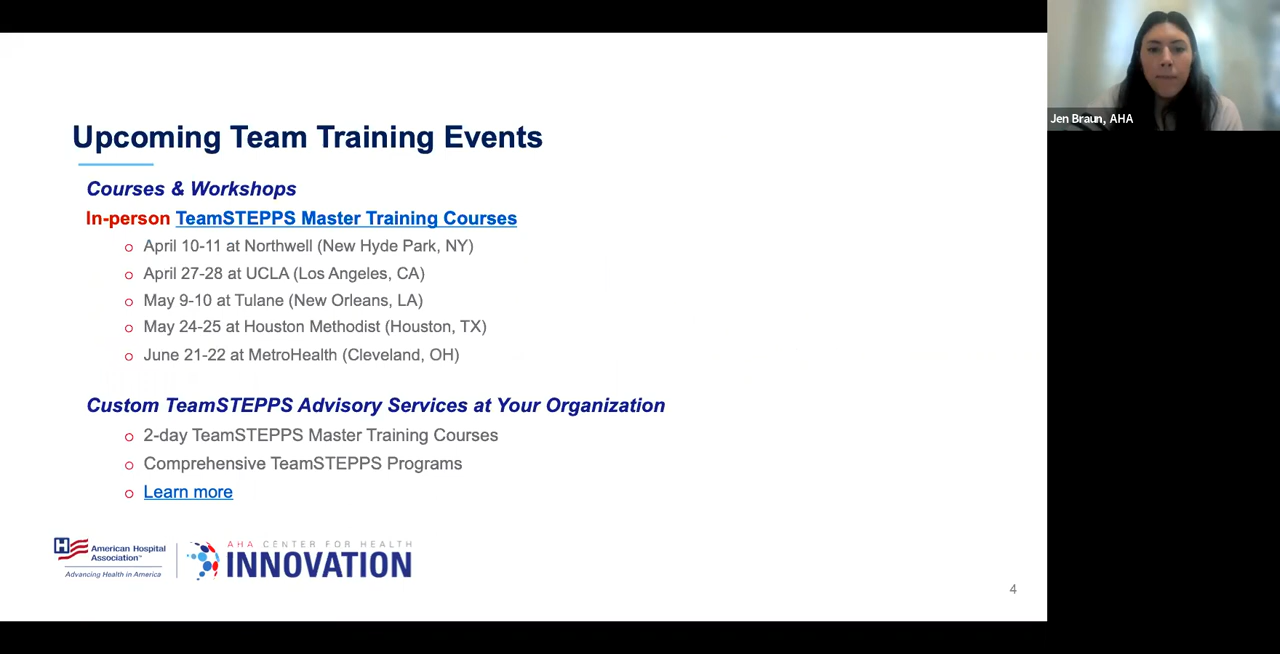 Upcoming Team Training Events
Courses & Workshops
In-person TeamSTEPPS Master Training Courses
April 10-11 at Northwell (New Hyde Park, NY)
April 27-28 at UCLA (Los Angeles, CA)
May 9-10 at Tulane (New Orleans, LA)
May 24-25 at Houston Methodist (Houston, TX)
June 21-22 at MetroHealth (Cleveland, OH)
Custom TeamSTEPPS Advisory Services at Your Organization
2-day TeamSTEPPS Master Training Courses
Comprehensive TeamSTEPPS Programs
Learn more
H American Hospital
Association™
Advancing Health in America
AHA CENTER FOR HEALTH
INNOVATION
4
Jen Braun, AHA